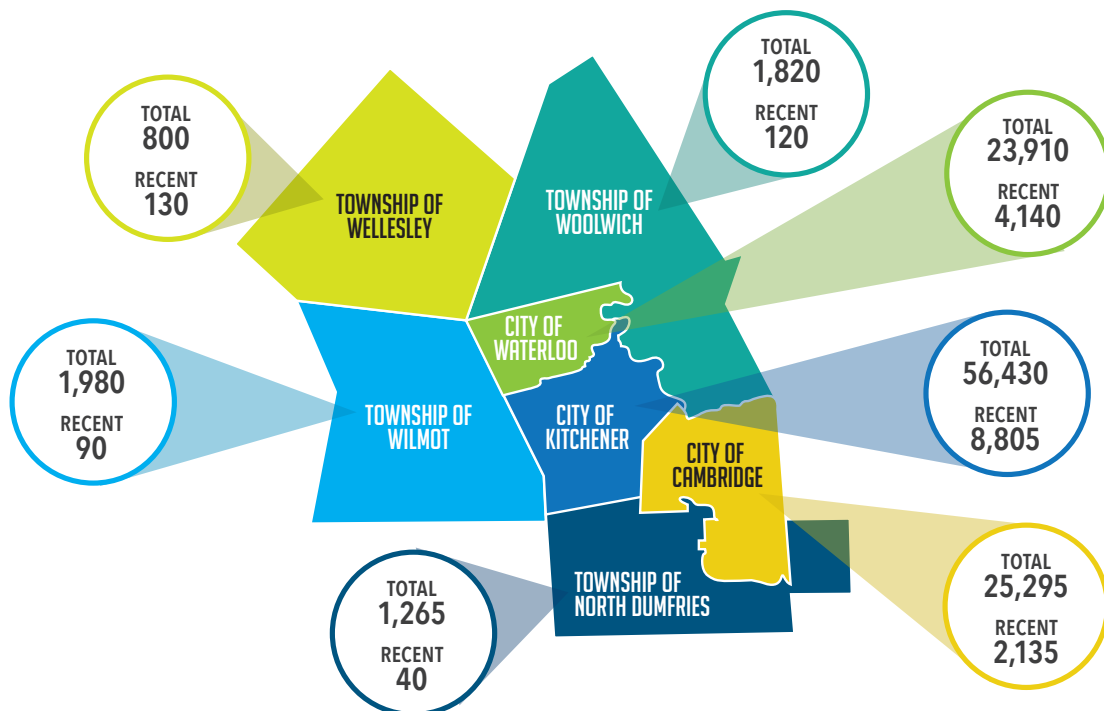 TOTAL
1,820
RECENT
120
TOTAL
800
RECENT
130
TOTAL
23,910
RECENT
4,140
TOWNSHIP OF
WELLESLEY
TOWNSHIP OF
WOOLWICH
CITY OF
WATERLOO
TOTAL
1,980
RECENT
90
TOTAL
56,430
RECENT
8,805
TOWNSHIP OF
WILMOT
CITY OF
KITCHENER
CITY OF
CAMBRIDGE
TOTAL
1,265
RECENT
40
TOWNSHIP OF
NORTH DUMFRIES
TOTAL
25,295
RECENT
2,135